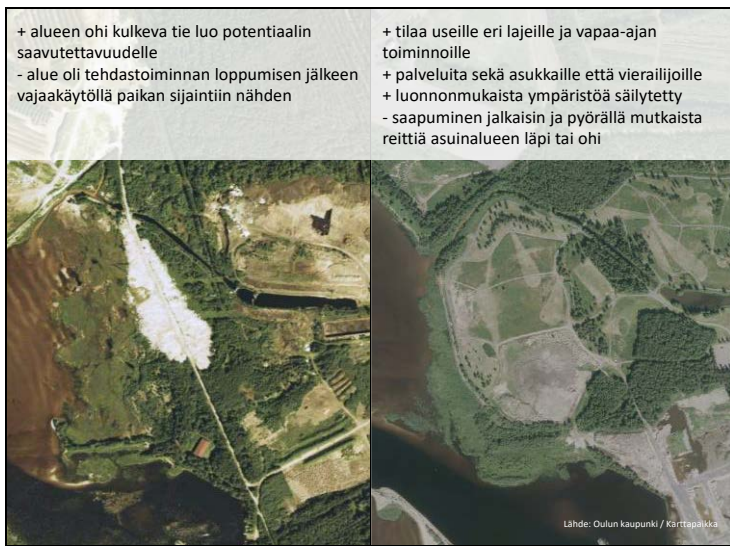 + alueen ohi kulkeva tie luo potentiaalin
saavutettavuudelle
- alue oli tehdastoiminnan loppumisen jälkeen
vajaakäytöllä paikan sijaintiin nähden
+ tilaa useille eri lajeille ja vapaa-ajan
toiminnoille
+ palveluita sekä asukkaille että vierailijoille
+ luonnonmukaista ympäristöä säilytetty
- saapuminen jalkaisin ja pyörällä mutkaista
reittiä asuinalueen läpi tai ohi
Lähde: Oulun kaupunki / Karttapaikka